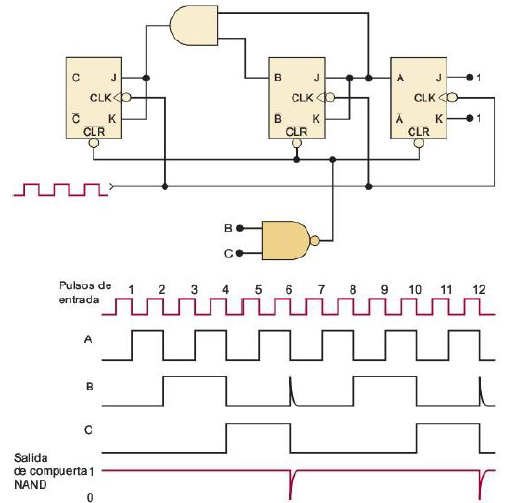 C J B J A J 1
CLK CLK CLK
C̅ K B K Ā K 1
CLR CLR CLR
B
C
Pulsos de
entrada
1 2 3 4 5 6 7 8 9 10 11 12
A
B
C
Salida
de compuerta 1
NAND
0